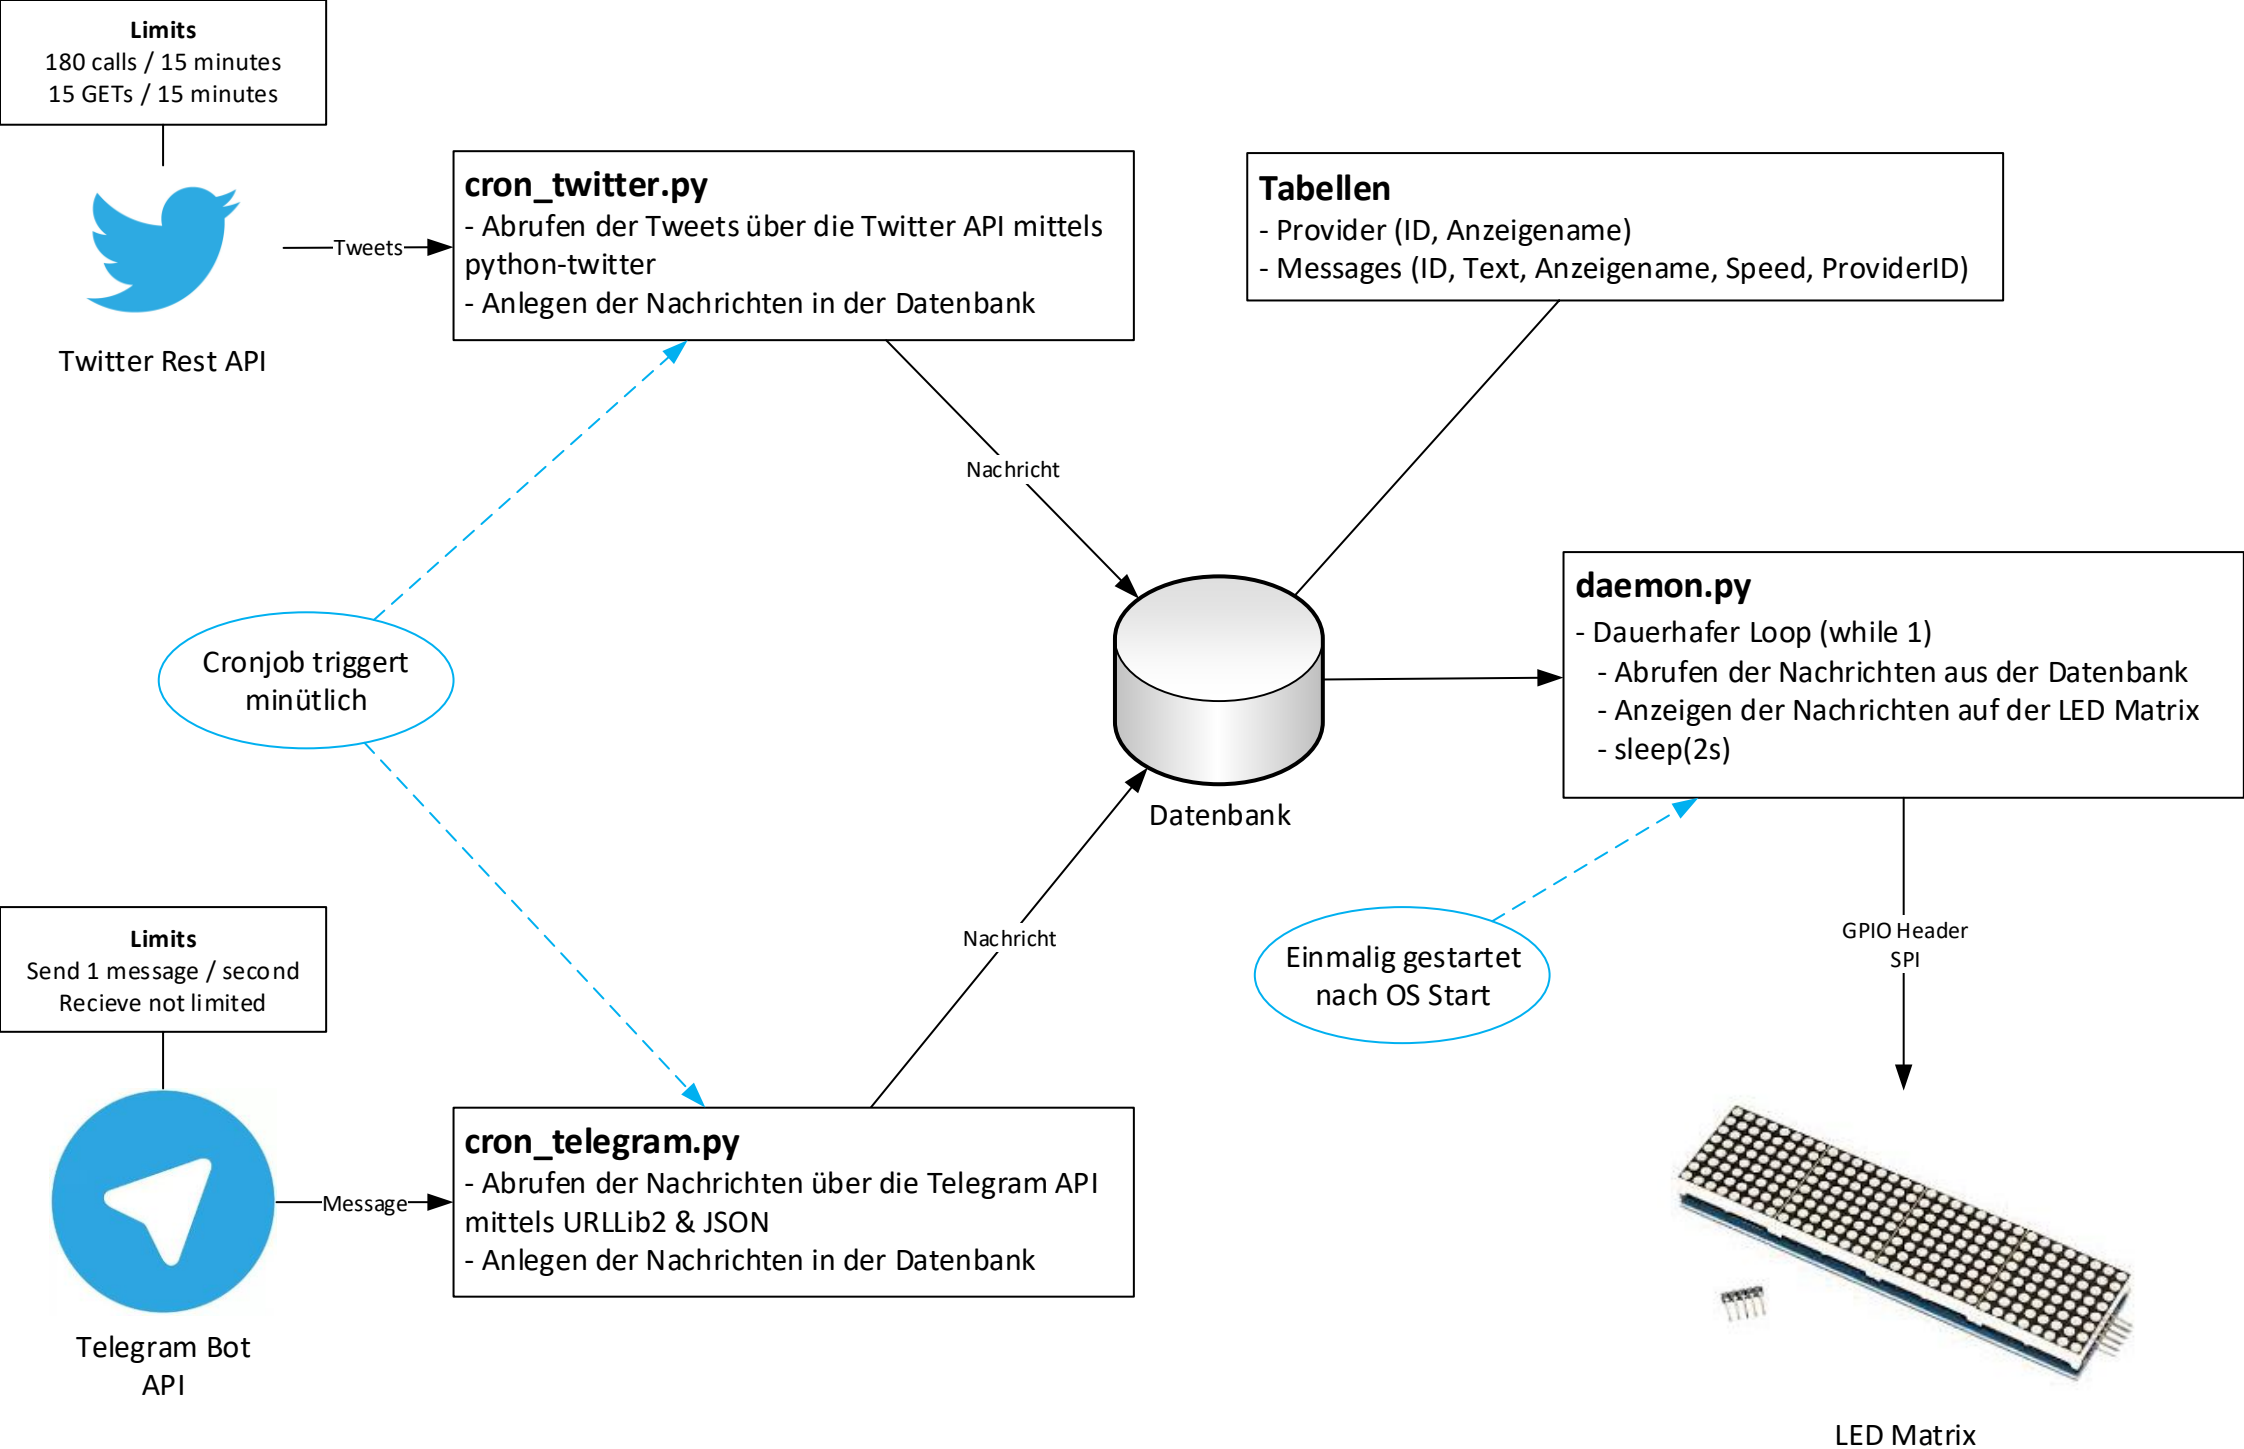 Limits
180 calls / 15 minutes
15 GETs / 15 minutes
Twitter Rest API
Tweets
cron_twitter.py
- Abrufen der Tweets über die Twitter API mittels
python-twitter
- Anlegen der Nachrichten in der Datenbank
Tabellen
- Provider (ID, Anzeigename)
- Messages (ID, Text, Anzeigename, Speed, ProviderID)
Nachricht
Cronjob triggert
minütlich
Datenbank
daemon.py
- Dauerhafer Loop (while 1)
- Abrufen der Nachrichten aus der Datenbank
- Anzeigen der Nachrichten auf der LED Matrix
- sleep(2s)
Einmalig gestartet
nach OS Start
GPIO Header
SPI
Nachricht
Limits
Send 1 message / second
Recieve not limited
Telegram Bot
API
Message
cron_telegram.py
- Abrufen der Nachrichten über die Telegram API
mittels URLLib2 & JSON
- Anlegen der Nachrichten in der Datenbank
LED Matrix